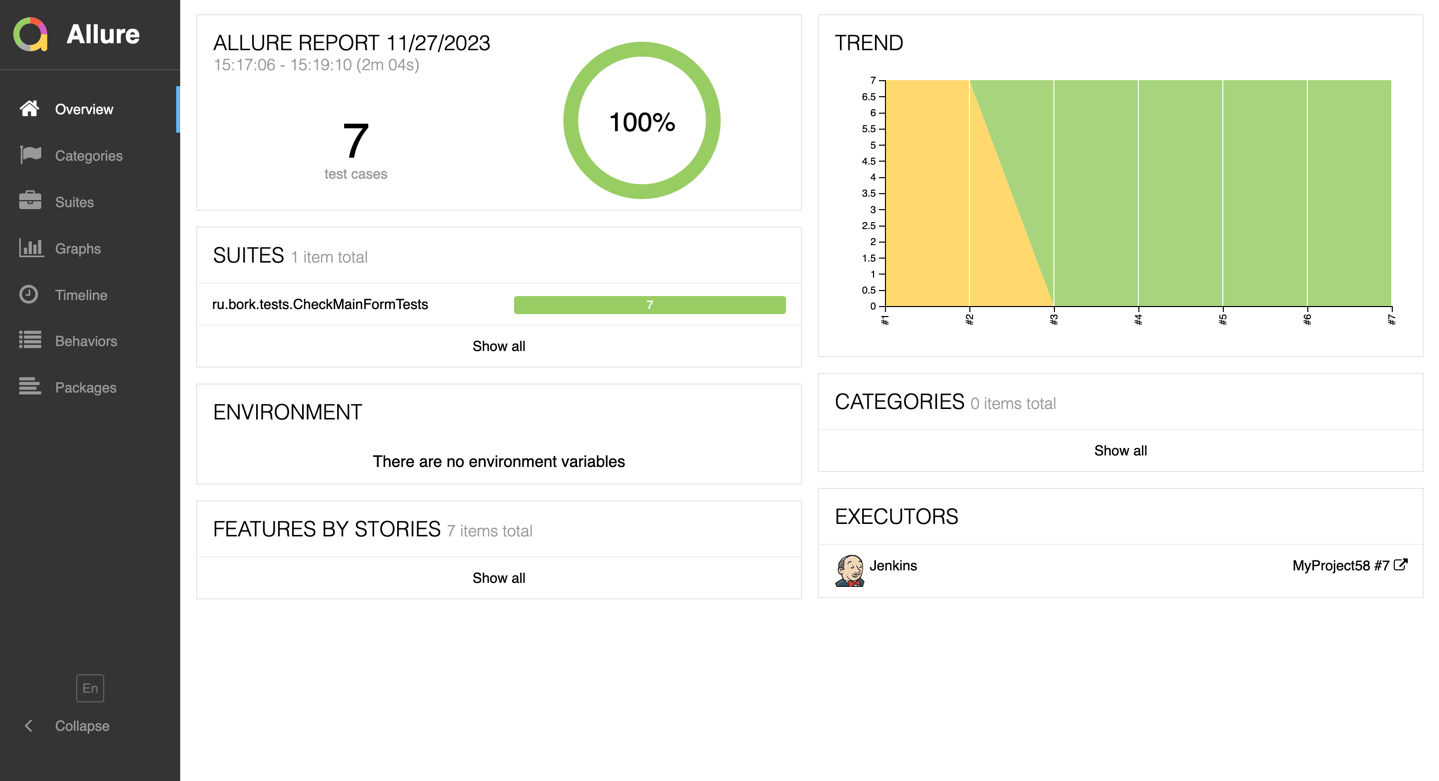 Allure
Overview
Categories
Suites
Graphs
Timeline
Behaviors
Packages
En
Collapse
ALLURE REPORT 11/27/2023
15:17:06 - 15:19:10 (2m 04s)
7
test cases
100%
SUITES 1 item total
ru.bork.tests.CheckMainFormTests 7
Show all
ENVIRONMENT
There are no environment variables
FEATURES BY STORIES 7 items total
Show all
TREND
7
6.5
6
5.5
5
4.5
4
3.5
3
2.5
2
1.5
1
0.5
0
#1 #2 #3 #4 #5 #6 #7
CATEGORIES 0 items total
Show all
EXECUTORS
Jenkins MyProject58 #7